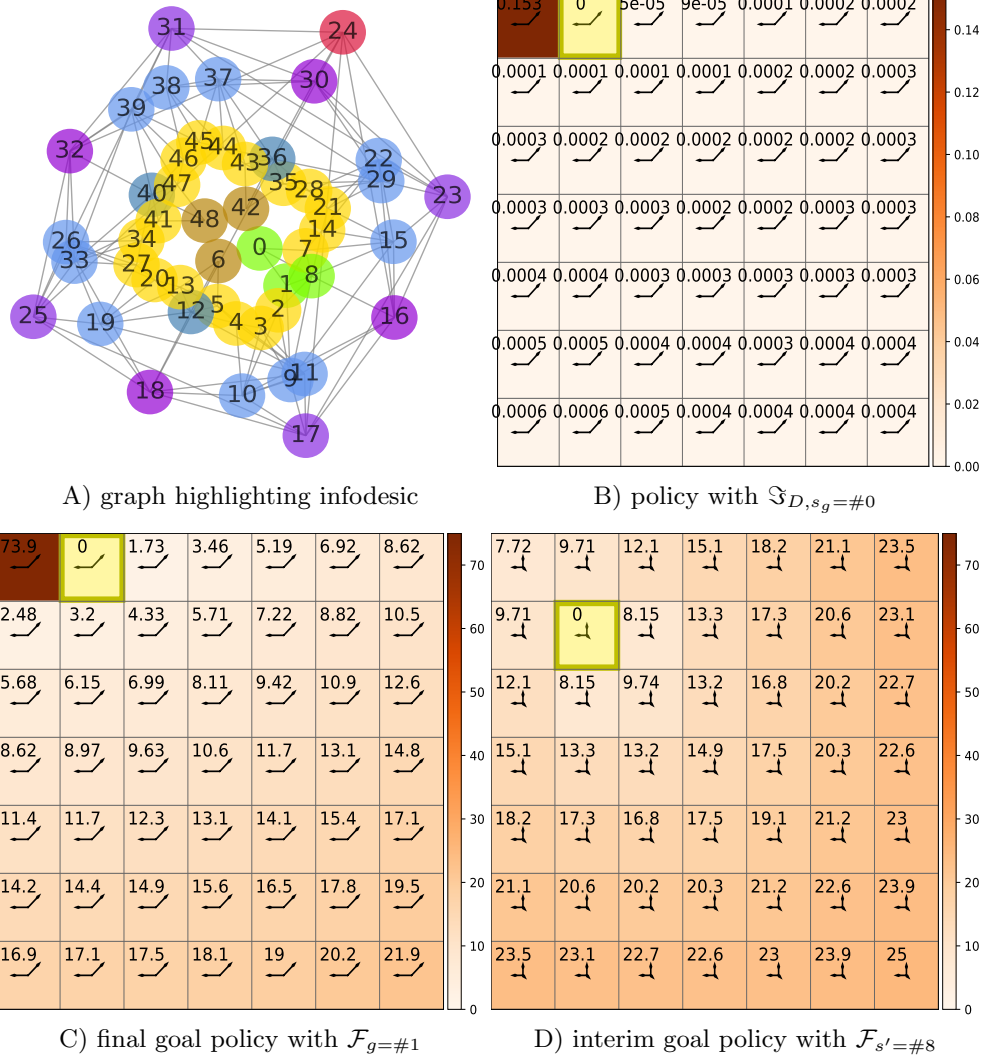 31
24
37
38
30
39
45
44
32
46
43
36
22
47
35
29
40
28
23
42
21
48
41
14
34
0
7
26
15
6
33
27
8
20
13
1
12
5
2
25
19
4
3
16
11
9
18
10
17
A) graph highlighting infodesic
0.153 0 5e-05 9e-05 0.0001 0.0002 0.0002
0.0001 0.0001 0.0001 0.0001 0.0002 0.0002 0.0003
0.0003 0.0002 0.0002 0.0002 0.0002 0.0002 0.0003
0.0003 0.0003 0.0003 0.0002 0.0002 0.0003 0.0003
0.0004 0.0004 0.0003 0.0003 0.0003 0.0003 0.0003
0.0005 0.0005 0.0004 0.0004 0.0003 0.0004 0.0004
0.0006 0.0006 0.0005 0.0004 0.0004 0.0004 0.0004
0.14
0.12
0.10
0.08
0.06
0.04
0.02
0.00
B) policy with ℑ_{D,s_g=#0}
73.9 0 1.73 3.46 5.19 6.92 8.62
2.48 3.2 4.33 5.71 7.22 8.82 10.5
5.68 6.15 6.99 8.11 9.42 10.9 12.6
8.62 8.97 9.63 10.6 11.7 13.1 14.8
11.4 11.7 12.3 13.1 14.1 15.4 17.1
14.2 14.4 14.9 15.6 16.5 17.8 19.5
16.9 17.1 17.5 18.1 19 20.2 21.9
70
60
50
40
30
20
10
0
C) final goal policy with ℱ_{g=#1}
7.72 9.71 12.1 15.1 18.2 21.1 23.5
9.71 0 8.15 13.3 17.3 20.6 23.1
12.1 8.15 9.74 13.2 16.8 20.2 22.7
15.1 13.3 13.2 14.9 17.5 20.3 22.6
18.2 17.3 16.8 17.5 19.1 21.2 23
21.1 20.6 20.2 20.3 21.2 22.6 23.9
23.5 23.1 22.7 22.6 23 23.9 25
70
60
50
40
30
20
10
0
D) interim goal policy with ℱ_{s′=#8}